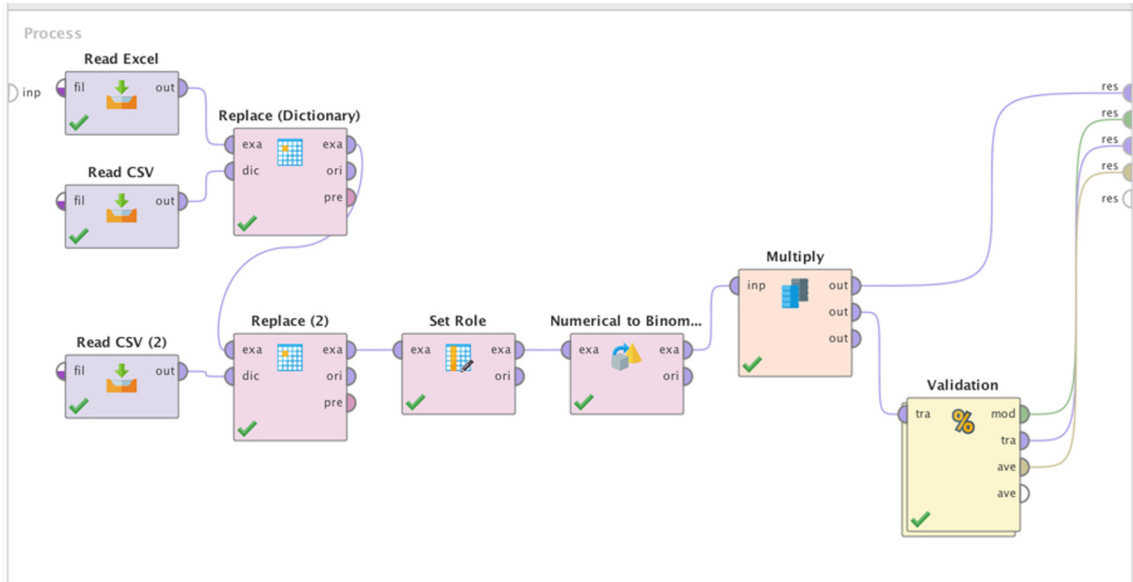 Process
Read Excel
inp
fil
out
Replace (Dictionary)
exa
exa
dic
ori
pre
Read CSV
fil
out
Read CSV (2)
fil
out
Replace (2)
exa
exa
dic
ori
pre
Set Role
exa
exa
ori
Numerical to Binom...
exa
exa
ori
Multiply
inp
out
out
out
Validation
tra
mod
tra
ave
ave
%
res
res
res
res
res